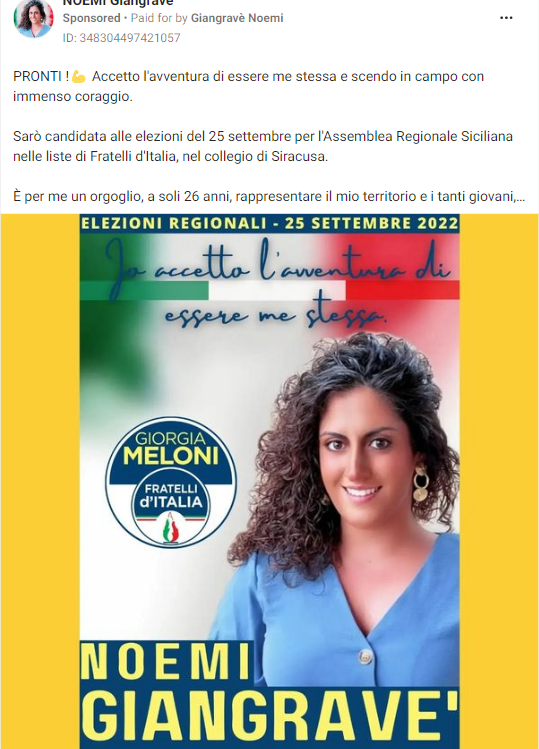 NOEMI Giangravè
Sponsored • Paid for by Giangravè Noemi
ID: 348304497421057
PRONTI !💪 Accetto l'avventura di essere me stessa e scendo in campo con
immenso coraggio.
Sarò candidata alle elezioni del 25 settembre per l'Assemblea Regionale Siciliana
nelle liste di Fratelli d'Italia, nel collegio di Siracusa.
È per me un orgoglio, a soli 26 anni, rappresentare il mio territorio e i tanti giovani,...
ELEZIONI REGIONALI - 25 SETTEMBRE 2022
Io accetto l'avventura di
essere me stessa.
GIORGIA
MELONI
FRATELLI
d'ITALIA
NOEMI
GIANGRAVE'